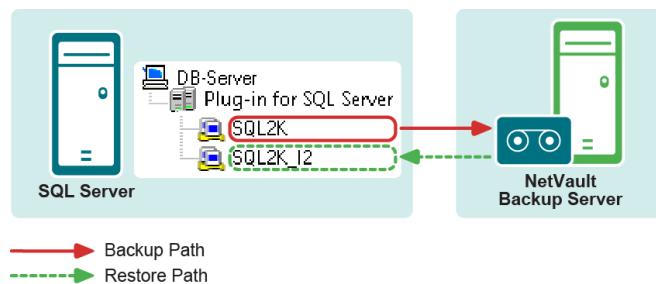 DB-Server
Plug-in for SQL Server
SQL2K
SQL2K_I2
SQL Server
NetVault
Backup Server
Backup Path
Restore Path